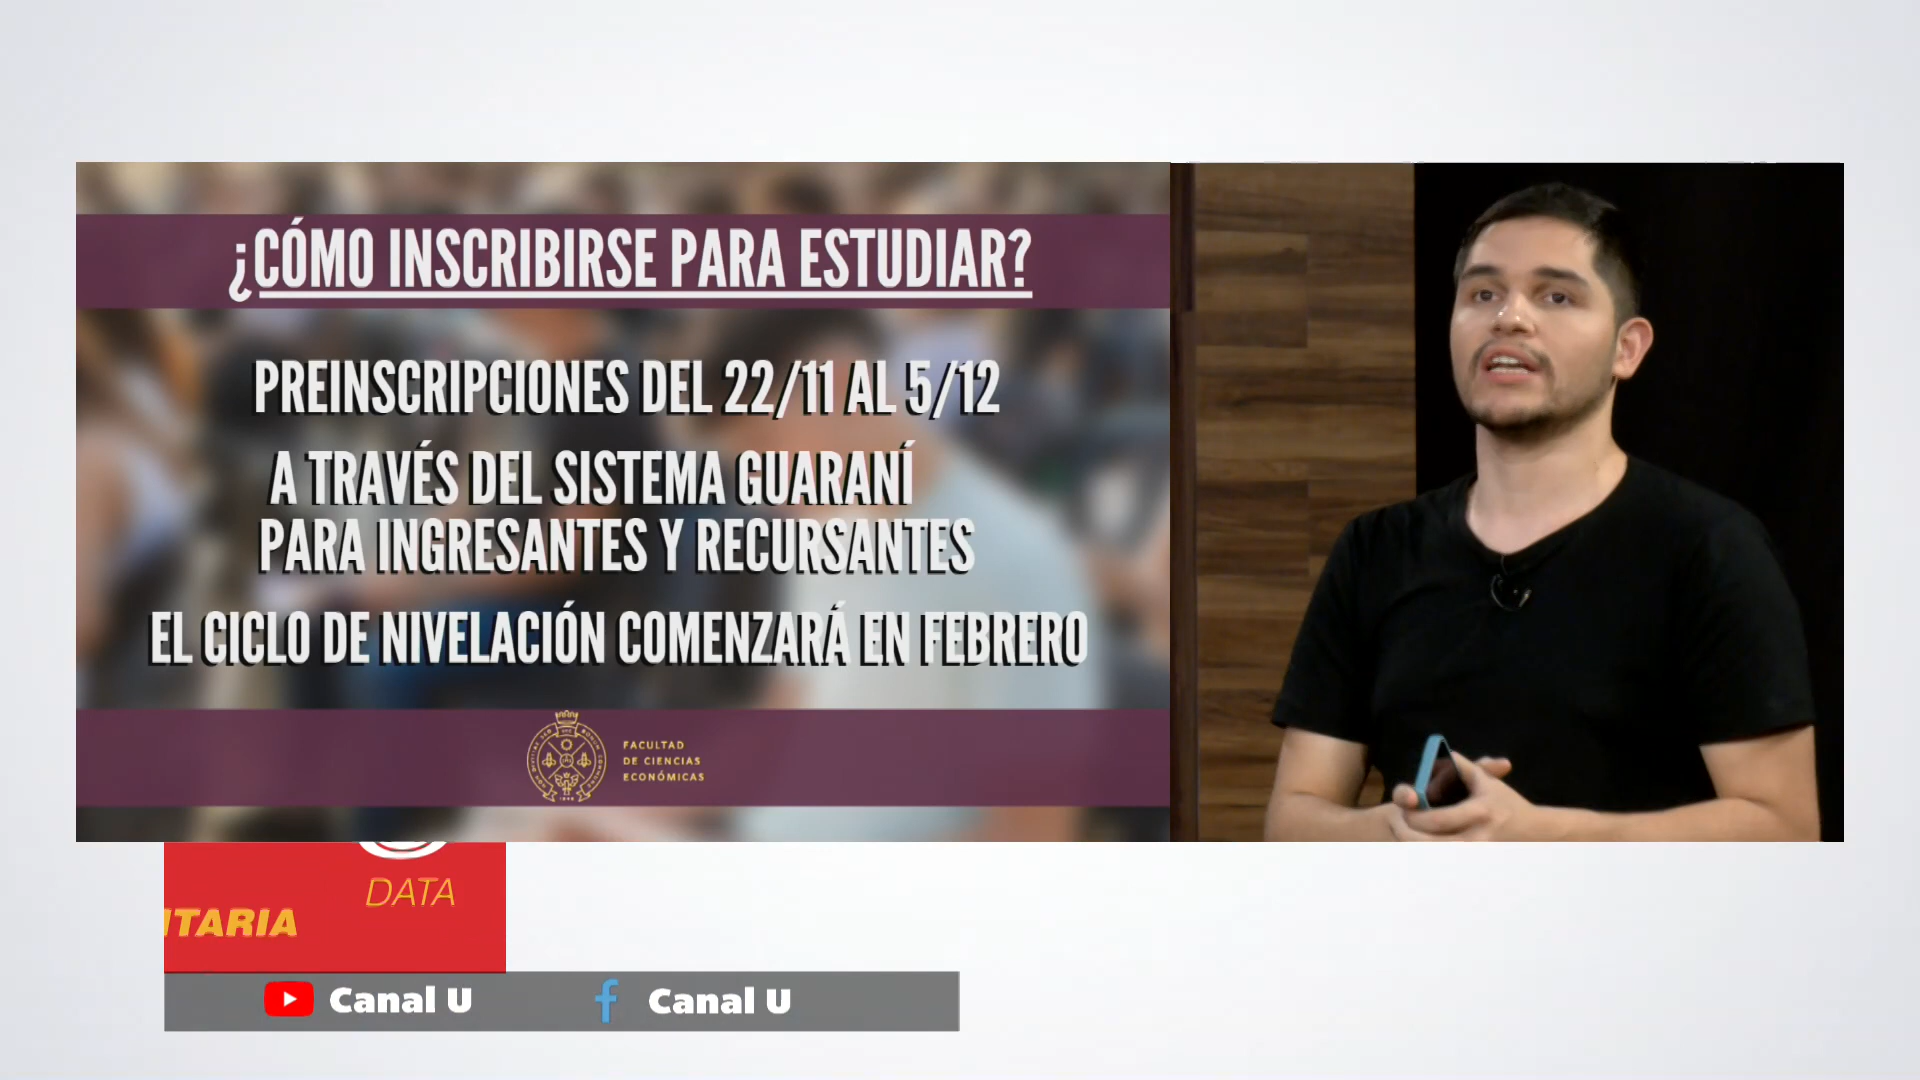 ¿CÓMO INSCRIBIRSE PARA ESTUDIAR?
PREINSCRIPCIONES DEL 22/11 AL 5/12
A TRAVÉS DEL SISTEMA GUARANÍ
PARA INGRESANTES Y RECURSANTES
EL CICLO DE NIVELACIÓN COMENZARÁ EN FEBRERO
FACULTAD
DE CIENCIAS
ECONÓMICAS
DATA
ITARIA
Canal U
Canal U